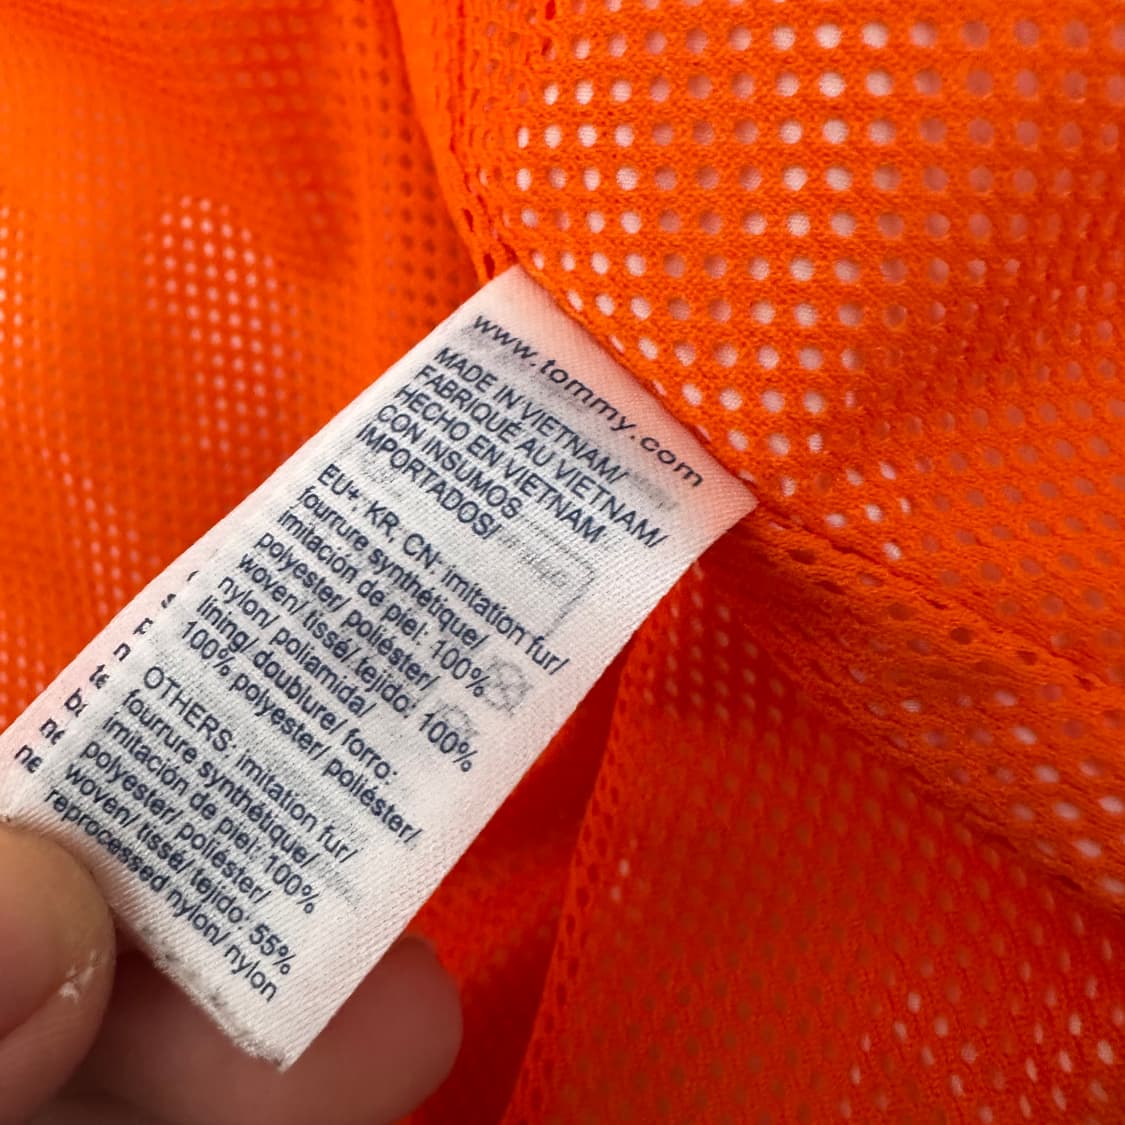 www.tommy.com
MADE IN VIETNAM/
FABRIQUÉ AU VIETNAM/
HECHO EN VIETNAM
CON INSUMOS
IMPORTADOS/
EU+, KR, CN- imitation fur/
fourrure synthétique/
imitación de piel: 100%
polyester/ poliéster/
woven/ tissé/ tejido: 100%
nylon/ poliamida/
lining/ doublure/ forro:
100% polyester/ poliéster/
OTHERS- imitation fur/
fourrure synthétique/
imitación de piel: 100%
polyester/ poliéster/
woven/ tissé/ tejido: 55%
reprocessed nylon/ nylon